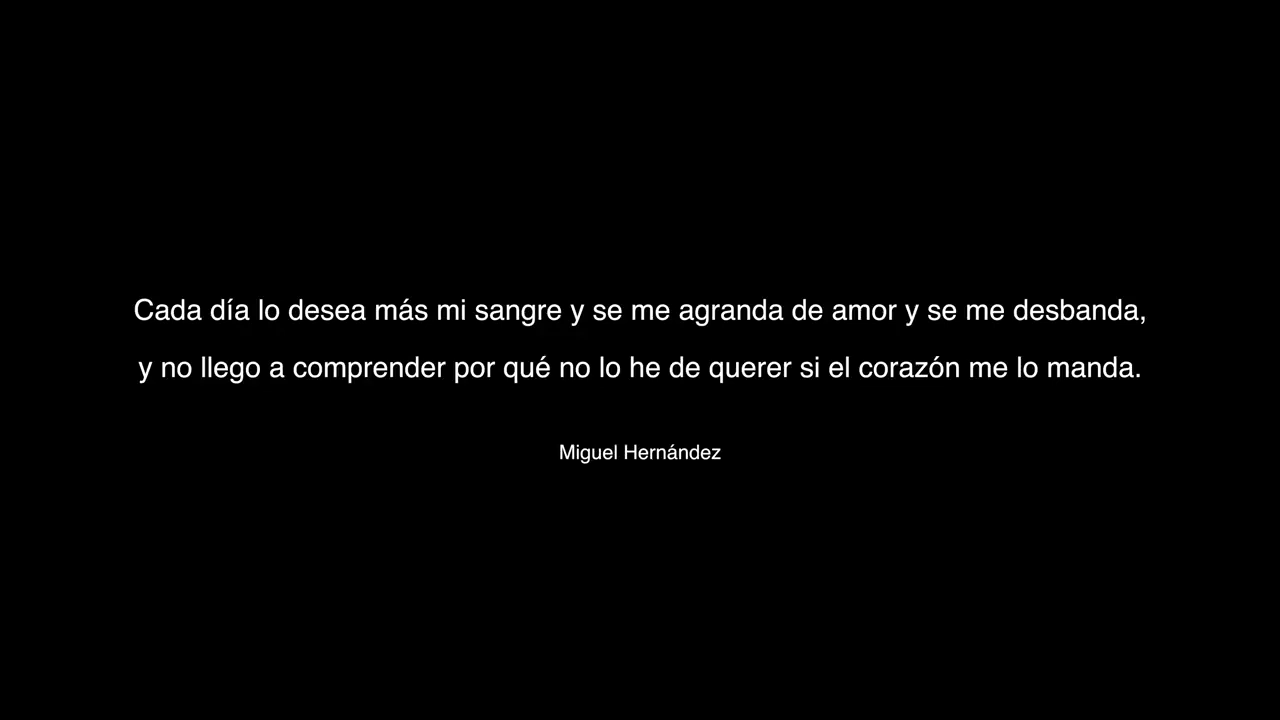 Cada día lo desea más mi sangre y se me agranda de amor y se me desbanda,
y no llego a comprender por qué no lo he de querer si el corazón me lo manda.
Miguel Hernández